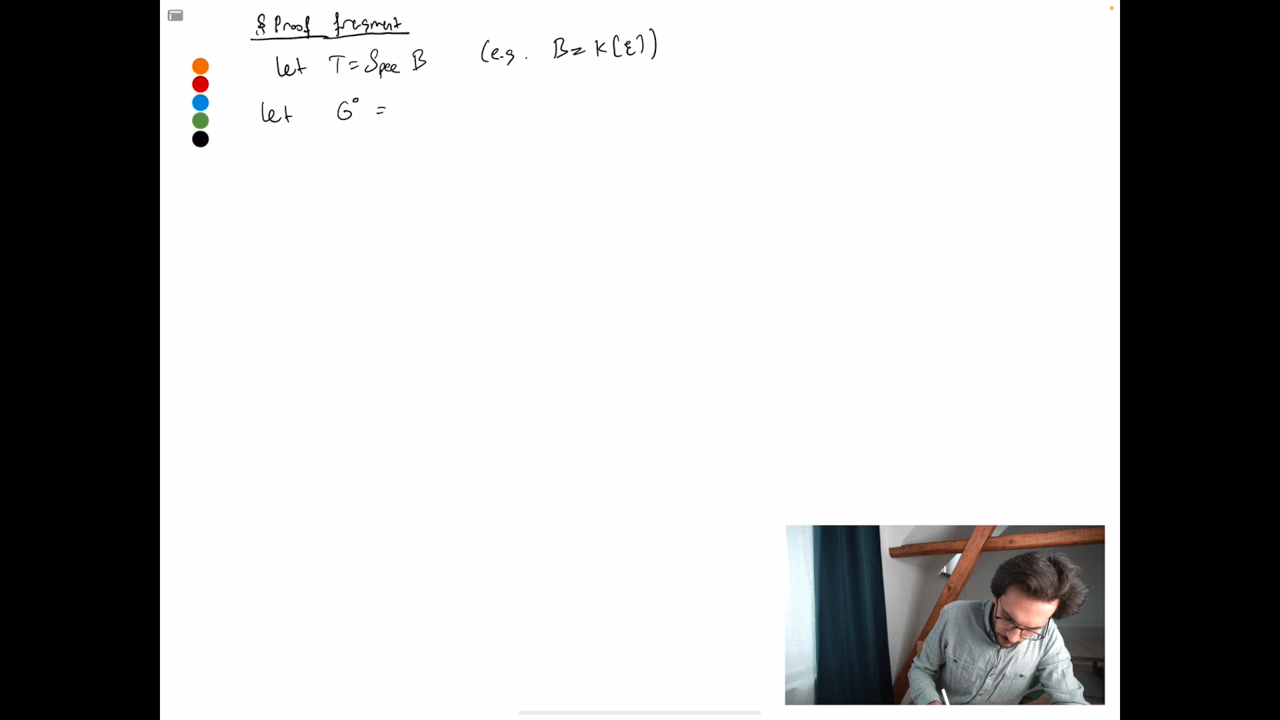 § Proof fragment
let T = Spec B (e.g. B = K[ε])
let G° =